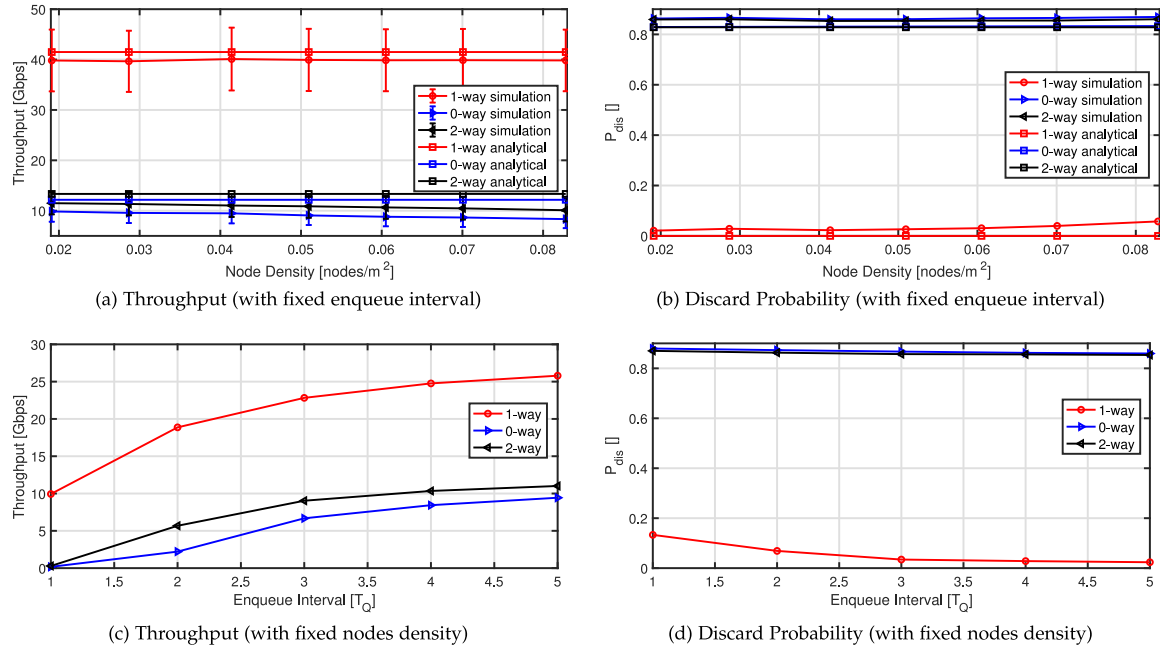 Throughput [Gbps]
50
40
30
20
10
1-way simulation
0-way simulation
2-way simulation
1-way analytical
0-way analytical
2-way analytical
0.02 0.03 0.04 0.05 0.06 0.07 0.08
Node Density [nodes/m²]
(a) Throughput (with fixed enqueue interval)
P_dis []
0.8
0.6
0.4
0.2
0
1-way simulation
0-way simulation
2-way simulation
1-way analytical
0-way analytical
2-way analytical
0.02 0.03 0.04 0.05 0.06 0.07 0.08
Node Density [nodes/m²]
(b) Discard Probability (with fixed enqueue interval)
Throughput [Gbps]
30
25
20
15
10
5
0
1-way
0-way
2-way
1 1.5 2 2.5 3 3.5 4 4.5 5
Enqueue Interval [T_Q]
(c) Throughput (with fixed nodes density)
P_dis []
0.8
0.6
0.4
0.2
0
1-way
0-way
2-way
1 1.5 2 2.5 3 3.5 4 4.5 5
Enqueue Interval [T_Q]
(d) Discard Probability (with fixed nodes density)